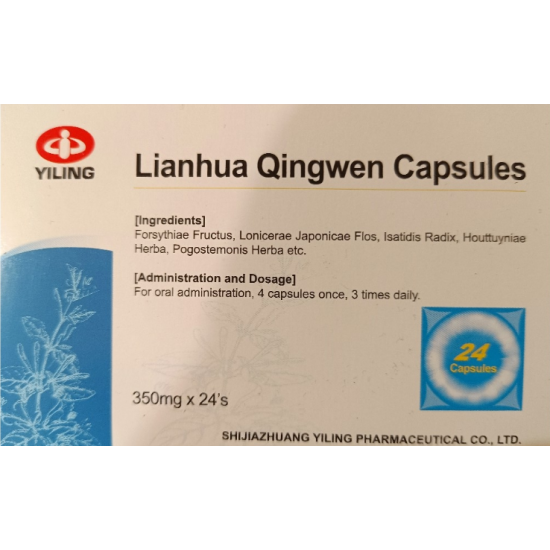 YILING
Lianhua Qingwen Capsules
[Ingredients]
Forsythiae Fructus, Lonicerae Japonicae Flos, Isatidis Radix, Houttuyniae
Herba, Pogostemonis Herba etc.
[Administration and Dosage]
For oral administration, 4 capsules once, 3 times daily.
24
Capsules
350mg x 24's
SHIJIAZHUANG YILING PHARMACEUTICAL CO., LTD.